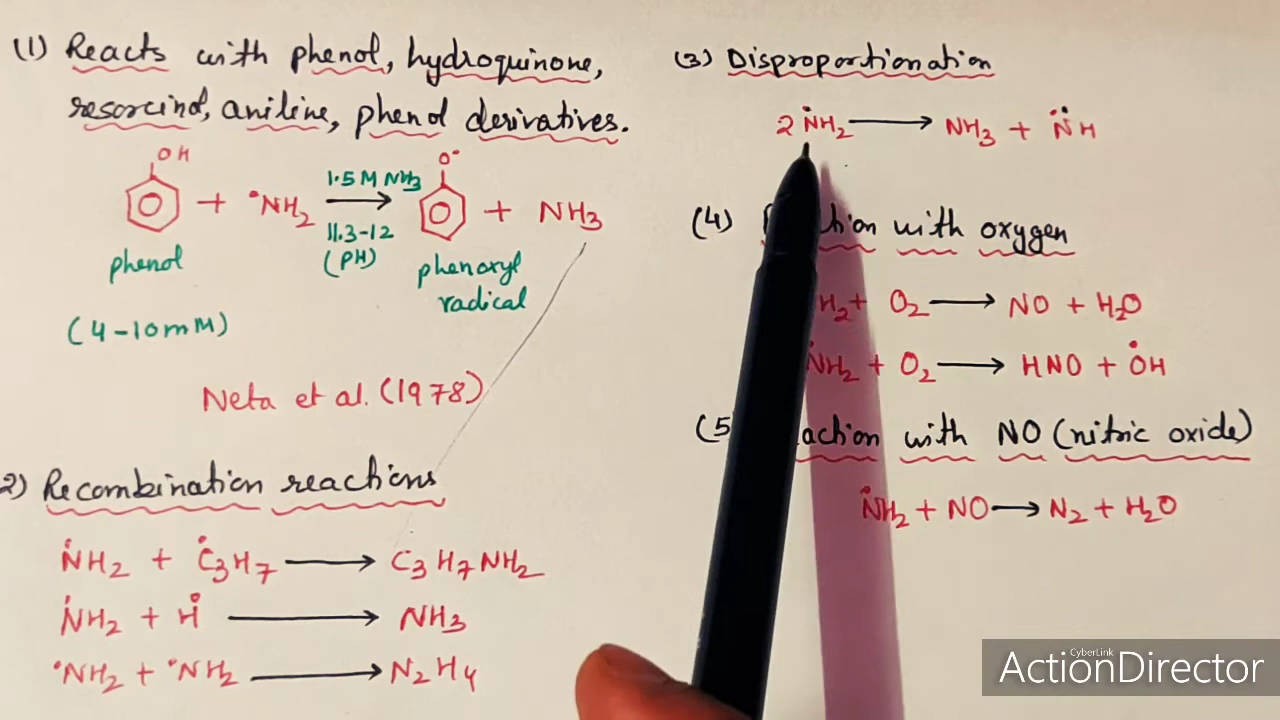 (1) Reacts with phenol, hydroquinone,
resorcinol, aniline, phenol derivatives.
OH
+ •NH2
1.5 M NH3
11.3-12
(PH)
O•
+ NH3
phenol
phenoxyl
radical
(4-10mM)
Neta et al. (1978)
2) Recombination reactions
ṄH2 + Ċ3H7 → C3H7NH2
ṄH2 + Ḣ → NH3
•NH2 + •NH2 → N2H4
(3) Disproportionation
2 ṄH2 → NH3 + N̈H
(4) with oxygen
H2 + O2 → NO + H2O
ṄH2 + O2 → HNO + ȮH
(5 with NO (nitric oxide)
ṄH2 + NO → N2 + H2O
CyberLink
ActionDirector